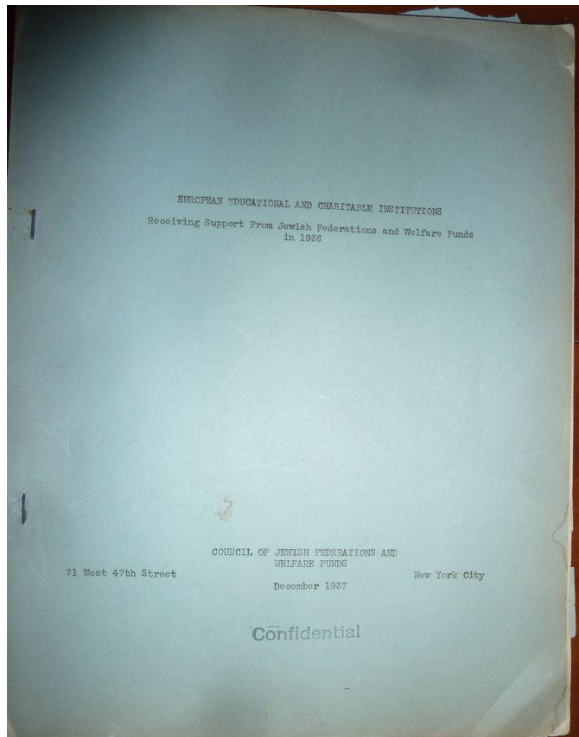 EUROPEAN EDUCATIONAL AND CHARITABLE INSTITUTIONS
Receiving Support From Jewish Federations and Welfare Funds
in 1936
COUNCIL OF JEWISH FEDERATIONS AND
WELFARE FUNDS
71 West 47th Street
New York City
December 1937
Confidential